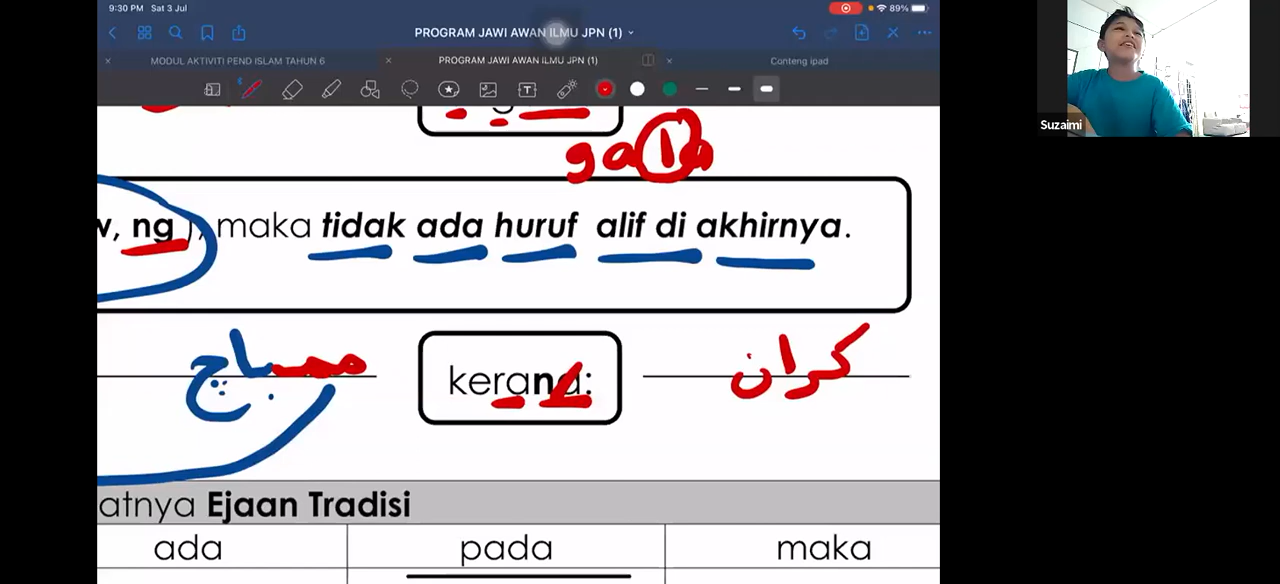 9:30 PM Sat 3 Jul
89%
PROGRAM JAWI AWAN ILMU JPN (1)
MODUL AKTIVITI PEND ISLAM TAHUN 6
PROGRAM JAWI AWAN ILMU JPN (1)
Conteng ipad
Suzaimi
ng), maka tidak ada huruf alif di akhirnya.
ممباچ
kerana:
كران
atnya Ejaan Tradisi
ada
pada
maka